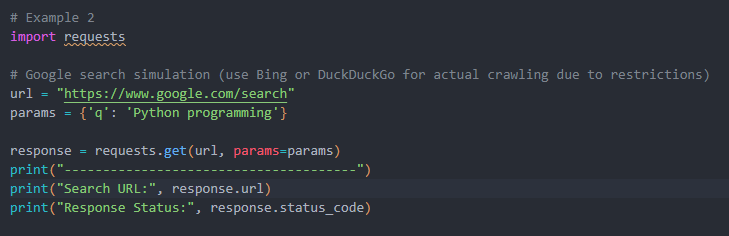 # Example 2
import requests
# Google search simulation (use Bing or DuckDuckGo for actual crawling due to restrictions)
url = "https://www.google.com/search"
params = {'q': 'Python programming'}
response = requests.get(url, params=params)
print("--------------------------------------")
print("Search URL:", response.url)
print("Response Status:", response.status_code)